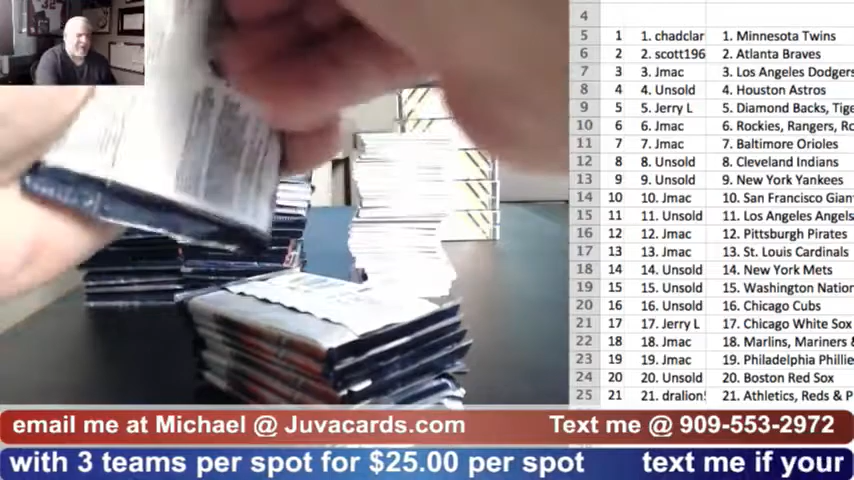 4
5 1 1. chadclar 1. Minnesota Twins
6 2 2. scott196 2. Atlanta Braves
7 3 3. Jmac 3. Los Angeles Dodgers
8 4 4. Unsold 4. Houston Astros
9 5 5. Jerry L 5. Diamond Backs, Tige
10 6 6. Jmac 6. Rockies, Rangers, Ro
11 7 7. Jmac 7. Baltimore Orioles
12 8 8. Unsold 8. Cleveland Indians
13 9 9. Unsold 9. New York Yankees
14 10 10. Jmac 10. San Francisco Gian
15 11 11. Unsold 11. Los Angeles Angels
16 12 12. Jmac 12. Pittsburgh Pirates
17 13 13. Jmac 13. St. Louis Cardinals
18 14 14. Unsold 14. New York Mets
19 15 15. Unsold 15. Washington Nation
20 16 16. Unsold 16. Chicago Cubs
21 17 17. Jerry L 17. Chicago White Sox
22 18 18. Jmac 18. Marlins, Mariners &
23 19 19. Jmac 19. Philadelphia Phillie
24 20 20. Unsold 20. Boston Red Sox
25 21 21. dralion! 21. Athletics, Reds & P
email me at Michael @ Juvacards.com Text me @ 909-553-2972
with 3 teams per spot for $25.00 per spot text me if your